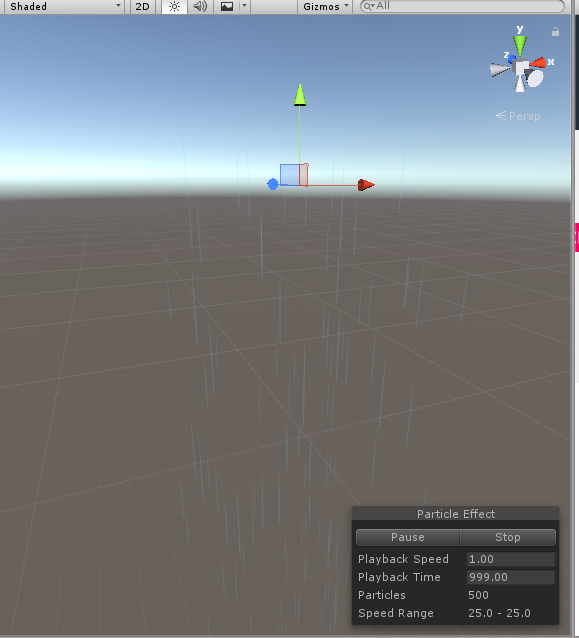 Shaded 2D Gizmos All
y
z x
Persp
Particle Effect
Pause Stop
Playback Speed 1.00
Playback Time 999.00
Particles 500
Speed Range 25.0 - 25.0